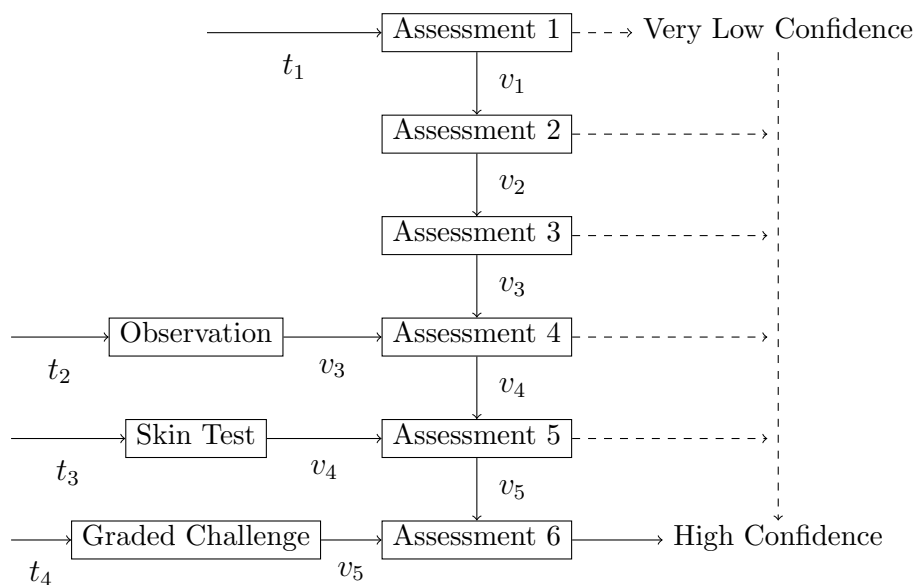 Assessment 1 Very Low Confidence
t₁
v₁
Assessment 2
v₂
Assessment 3
v₃
Observation Assessment 4
t₂ v₃
v₄
Skin Test Assessment 5
t₃ v₄
v₅
Graded Challenge Assessment 6 High Confidence
t₄ v₅